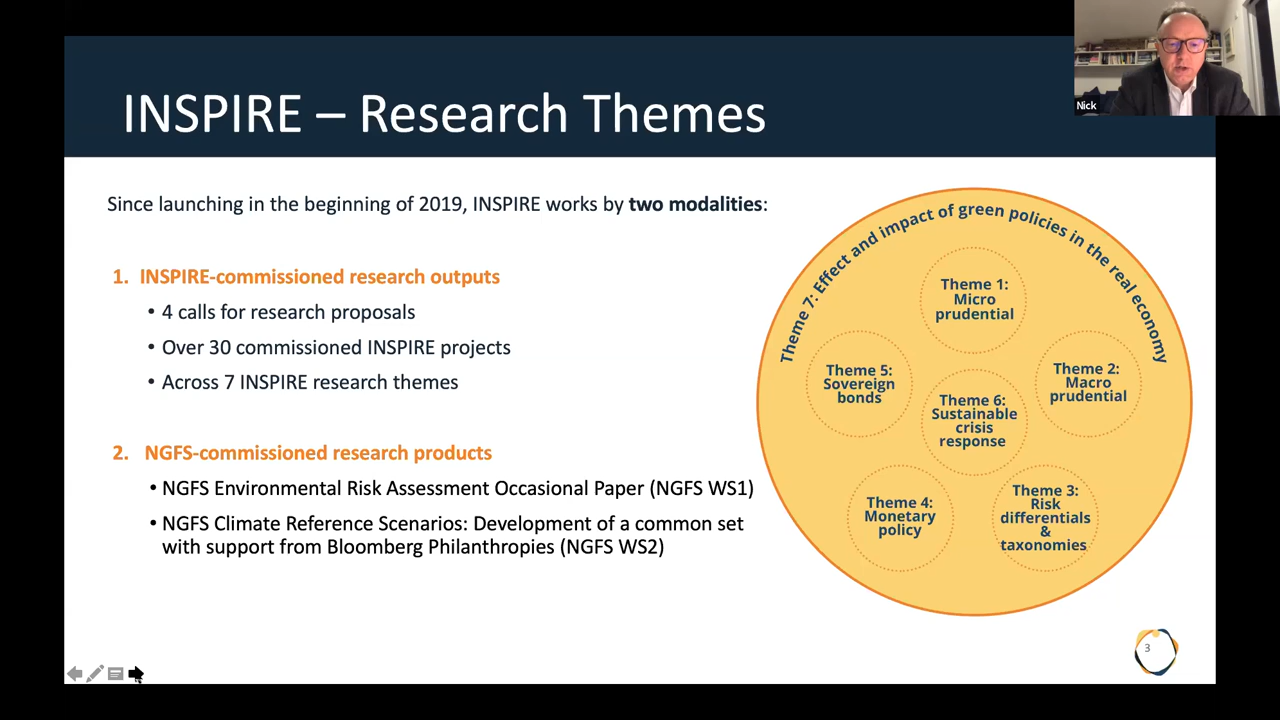 Nick
INSPIRE – Research Themes
Since launching in the beginning of 2019, INSPIRE works by two modalities:
1. INSPIRE-commissioned research outputs
• 4 calls for research proposals
• Over 30 commissioned INSPIRE projects
• Across 7 INSPIRE research themes
2. NGFS-commissioned research products
• NGFS Environmental Risk Assessment Occasional Paper (NGFS WS1)
• NGFS Climate Reference Scenarios: Development of a common set
with support from Bloomberg Philanthropies (NGFS WS2)
Theme 7: Effect and impact of green policies in the real economy
Theme 1:
Micro
prudential
Theme 2:
Macro
prudential
Theme 5:
Sovereign
bonds
Theme 6:
Sustainable
crisis
response
Theme 4:
Monetary
policy
Theme 3:
Risk
differentials
&
taxonomies
3